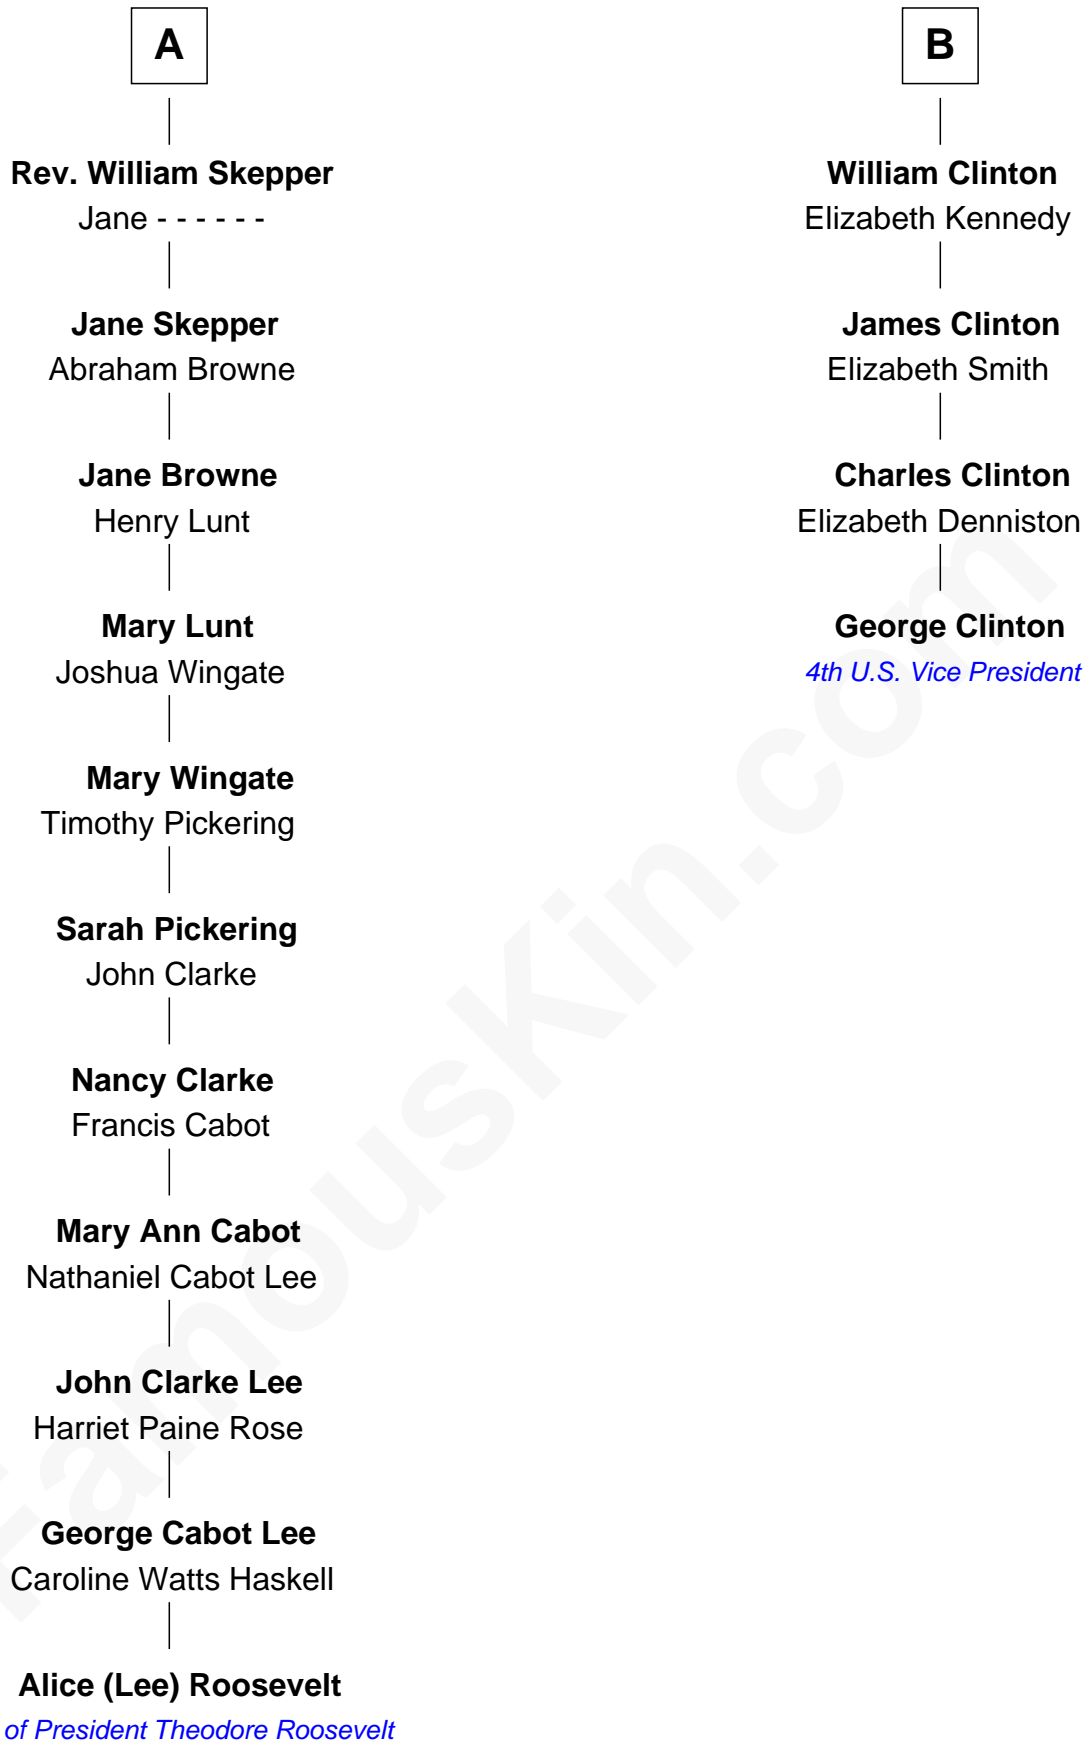 A
Rev. William Skepper
Jane - - - - - -
Jane Skepper
Abraham Browne
Jane Browne
Henry Lunt
Mary Lunt
Joshua Wingate
Mary Wingate
Timothy Pickering
Sarah Pickering
John Clarke
Nancy Clarke
Francis Cabot
Mary Ann Cabot
Nathaniel Cabot Lee
John Clarke Lee
Harriet Paine Rose
George Cabot Lee
Caroline Watts Haskell
Alice (Lee) Roosevelt
of President Theodore Roosevelt
B
William Clinton
Elizabeth Kennedy
James Clinton
Elizabeth Smith
Charles Clinton
Elizabeth Denniston
George Clinton
4th U.S. Vice President
FamousKin.com